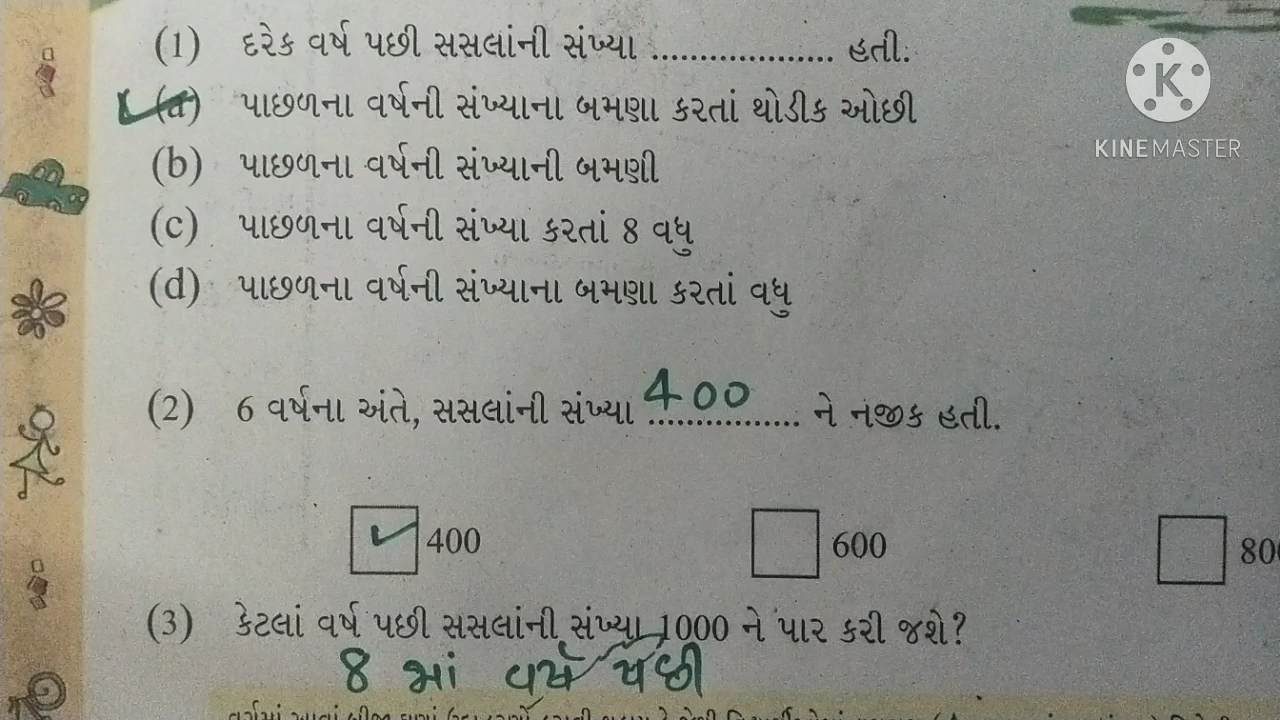 (1) દરેક વર્ષ પછી સસલાંની સંખ્યા .................... હતી.
K
KINEMASTER
(a) પાછળના વર્ષની સંખ્યાના બમણા કરતાં થોડીક ઓછી
(b) પાછળના વર્ષની સંખ્યાની બમણી
(c) પાછળના વર્ષની સંખ્યા કરતાં 8 વધુ
(d) પાછળના વર્ષની સંખ્યાના બમણા કરતાં વધુ
(2) 6 વર્ષના અંતે, સસલાંની સંખ્યા 400 ને નજીક હતી.
400 600 80
(3) કેટલાં વર્ષ પછી સસલાંની સંખ્યા 1000 ને પાર કરી જશે?
8 માં વર્ષ પછી